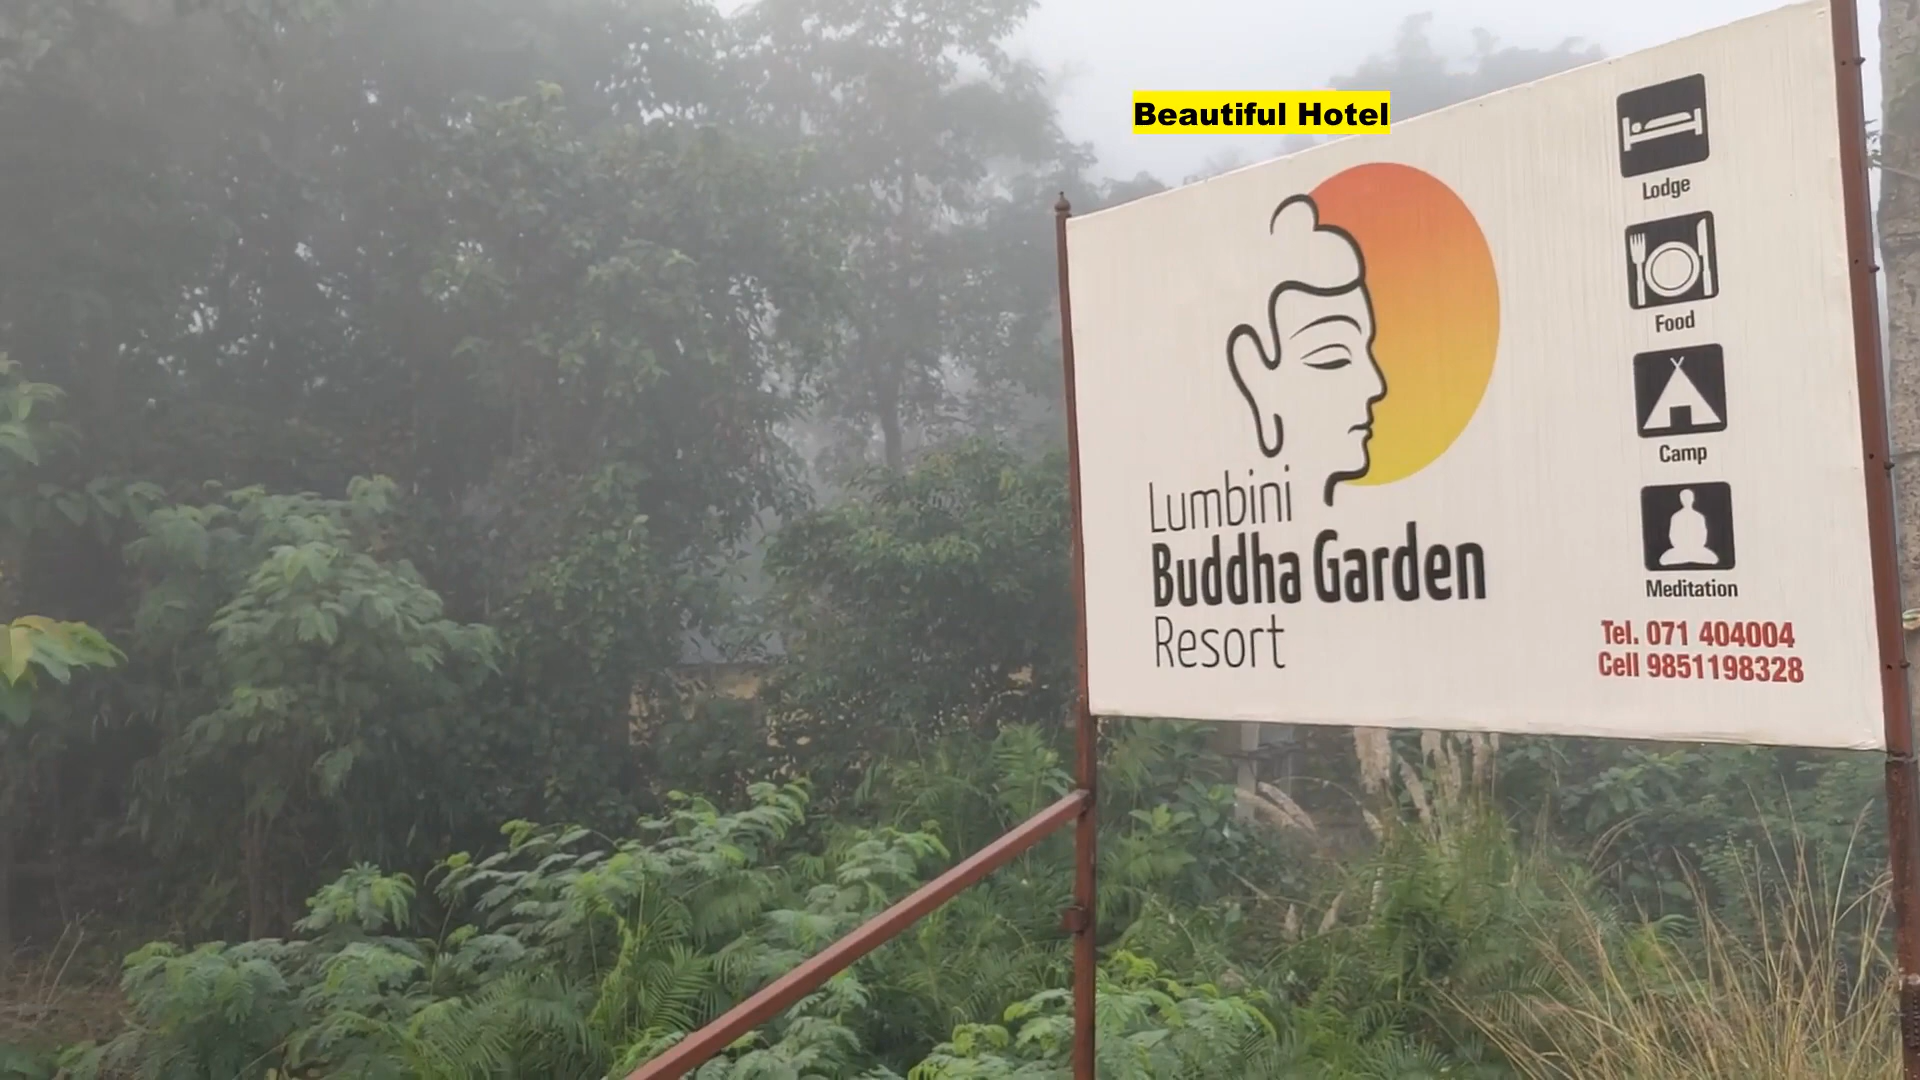 Beautiful Hotel
Lumbini
Buddha Garden
Resort
Lodge
Food
Camp
Meditation
Tel. 071 404004
Cell 9851198328